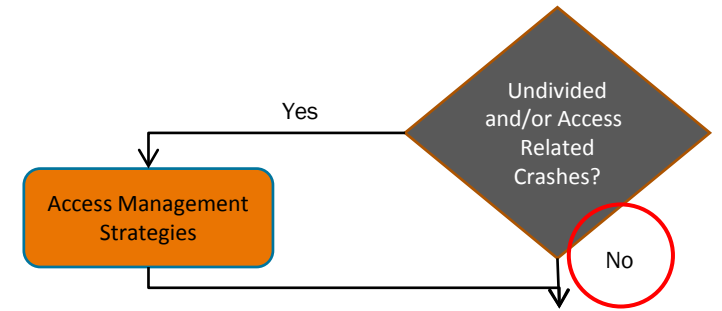 Undivided
and/or Access
Related
Crashes?
Yes
Access Management
Strategies
No